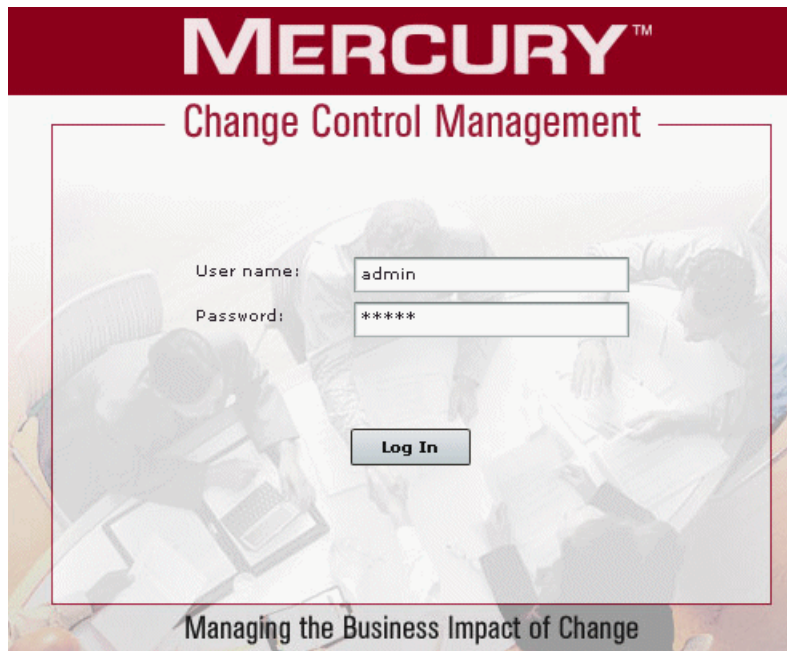 MERCURY™
Change Control Management
User name: admin
Password: *****
Log In
Managing the Business Impact of Change